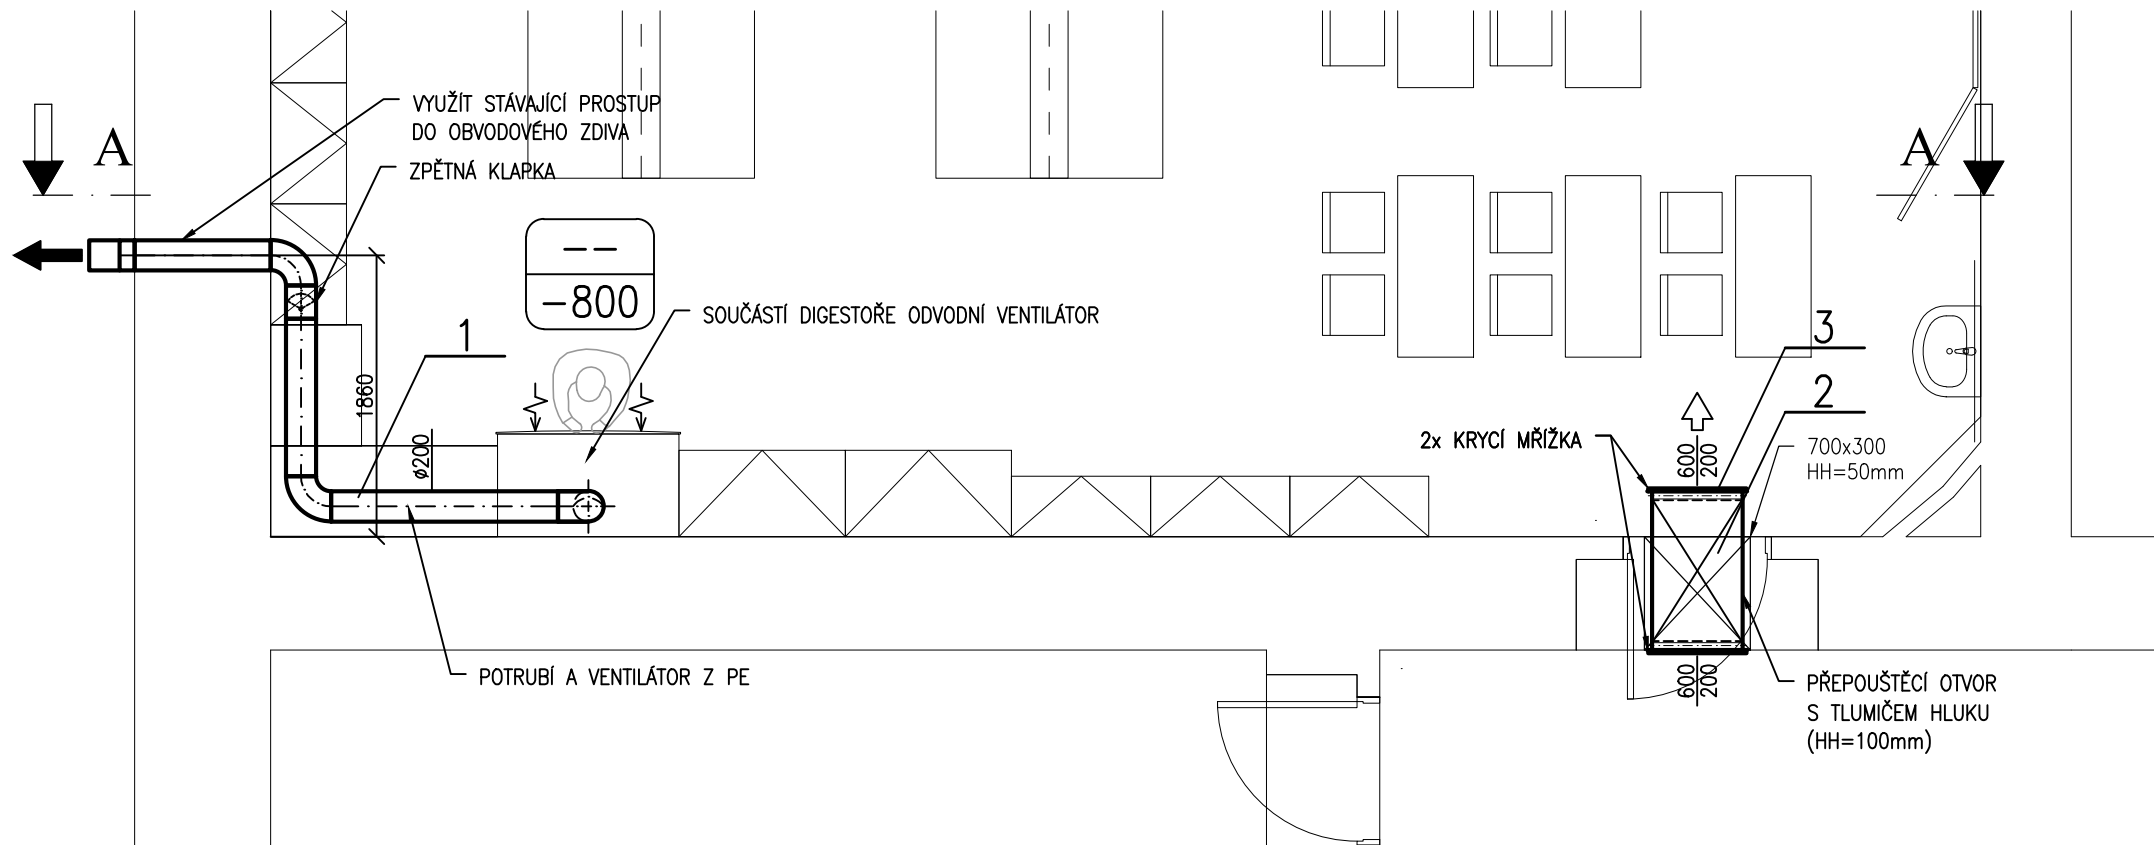 VYUŽÍT STÁVAJÍCÍ PROSTUP
DO OBVODOVÉHO ZDIVA
A
A
ZPĚTNÁ KLAPKA
--
-800
SOUČÁSTÍ DIGESTOŘE ODVODNÍ VENTILÁTOR
1
1860
ø200
3
2
2x KRYCÍ MŘÍŽKA
600
200
700x300
HH=50mm
POTRUBÍ A VENTILÁTOR Z PE
600
200
PŘEPOUŠTĚCÍ OTVOR
S TLUMIČEM HLUKU
(HH=100mm)